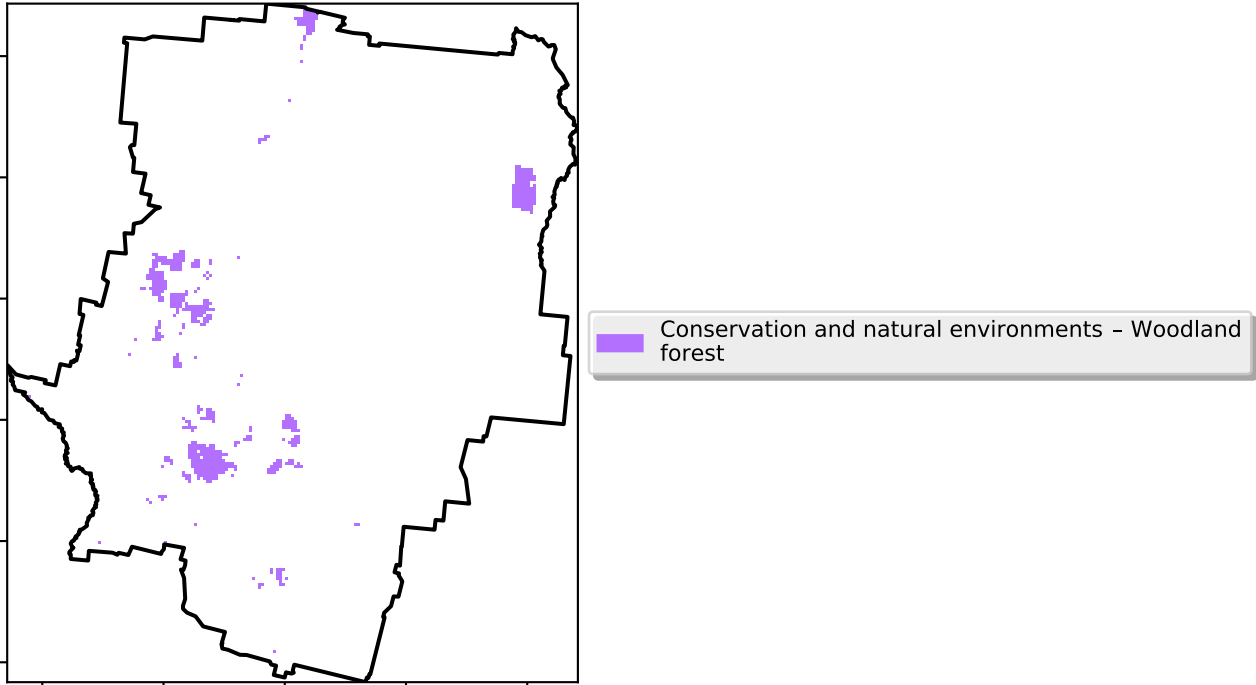 Conservation and natural environments – Woodland
forest